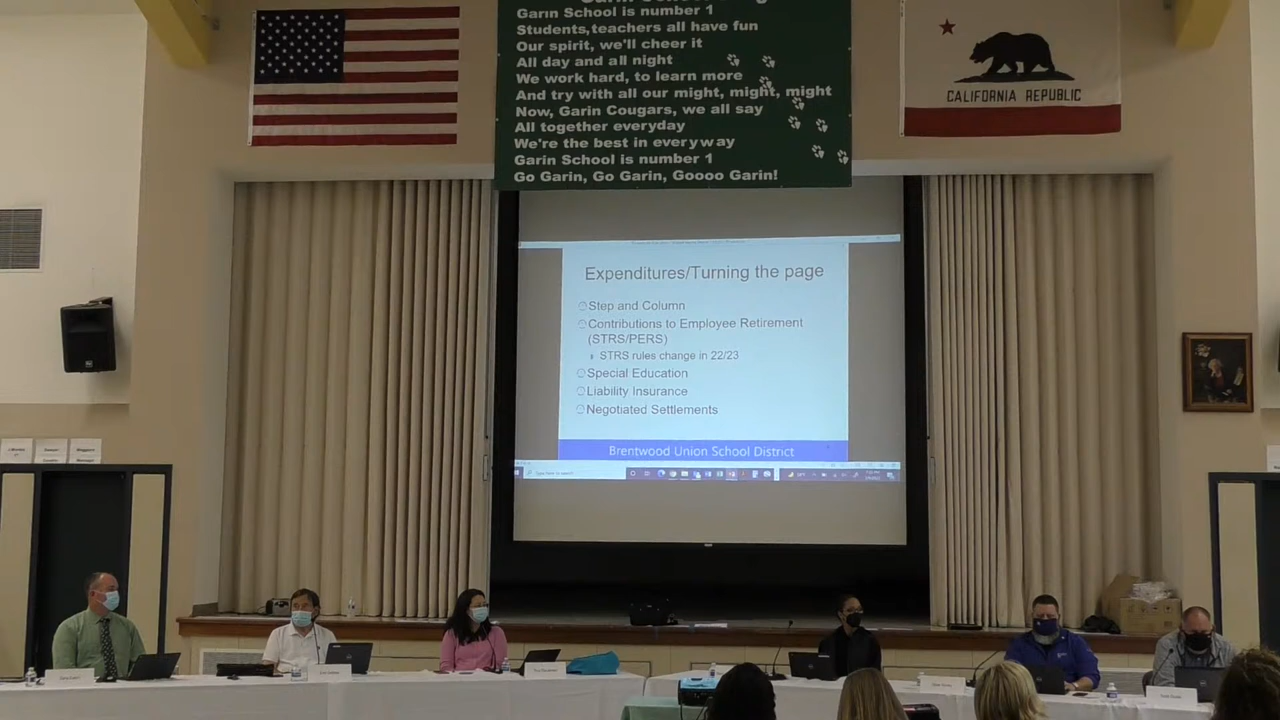 Garin School is number 1
Students, teachers all have fun
Our spirit, we'll cheer it
All day and all night
We work hard, to learn more
And try with all our might, might, might
Now, Garin Cougars, we all say
All together everyday
We're the best in everyway
Garin School is number 1
Go Garin, Go Garin, Goooo Garin!
CALIFORNIA REPUBLIC
Expenditures/Turning the page
Step and Column
Contributions to Employee Retirement
(STRS/PERS)
STRS rules change in 22/23
Special Education
Liability Insurance
Negotiated Settlements
Brentwood Union School District
Type here to search